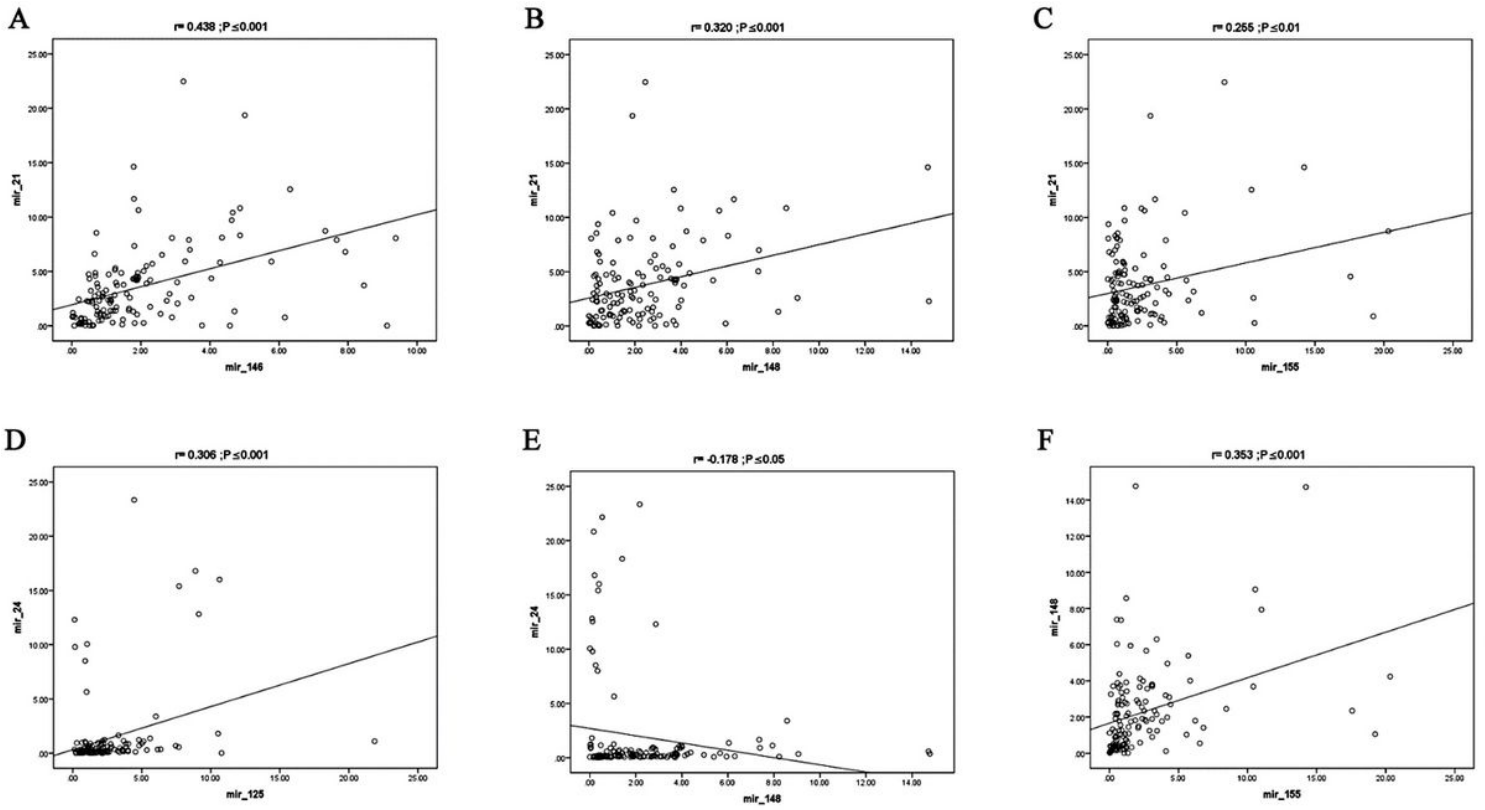 A
r= 0.438 ;P≤0.001
mir_21
25.00
20.00
15.00
10.00
5.00
.00
.00 2.00 4.00 6.00 8.00 10.00
mir_146
B
r= 0.320 ;P≤0.001
mir_21
25.00
20.00
15.00
10.00
5.00
.00
.00 2.00 4.00 6.00 8.00 10.00 12.00 14.00
mir_148
C
r= 0.255 ;P≤0.01
mir_21
25.00
20.00
15.00
10.00
5.00
.00
.00 5.00 10.00 15.00 20.00 25.00
mir_155
D
r= 0.306 ;P≤0.001
mir_24
25.00
20.00
15.00
10.00
5.00
.00
.00 5.00 10.00 15.00 20.00 25.00
mir_125
E
r= -0.178 ;P≤0.05
mir_24
25.00
20.00
15.00
10.00
5.00
.00
.00 2.00 4.00 6.00 8.00 10.00 12.00 14.00
mir_148
F
r= 0.353 ;P≤0.001
mir_148
14.00
12.00
10.00
8.00
6.00
4.00
2.00
.00
.00 5.00 10.00 15.00 20.00 25.00
mir_155